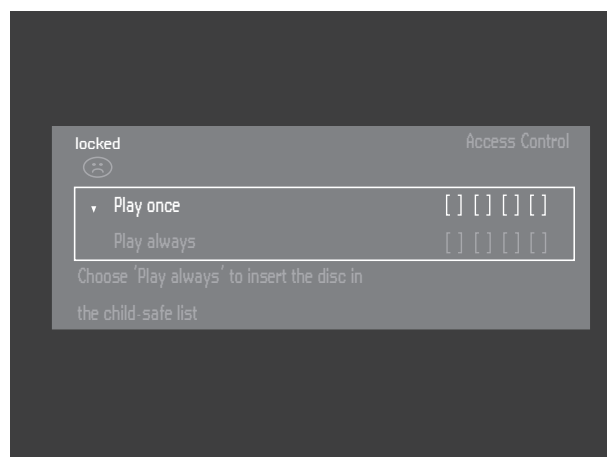 locked
Access Control
Play once [ ] [ ] [ ] [ ]
Play always [ ] [ ] [ ] [ ]
Choose 'Play always' to insert the disc in
the child-safe list